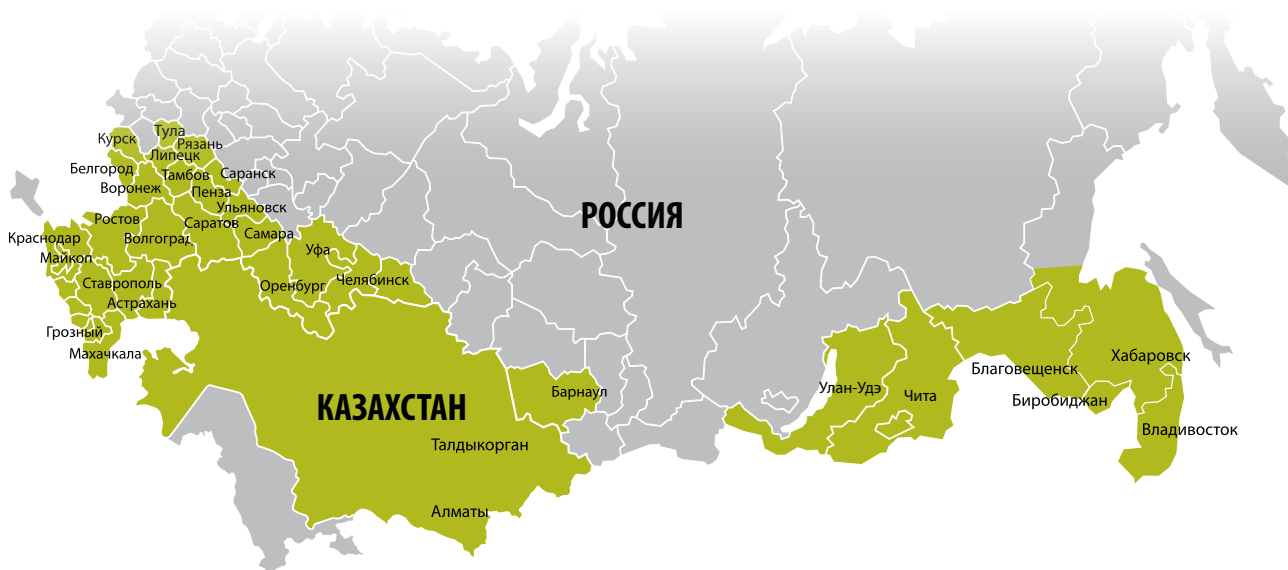 Тула
Курск
Рязань
Липецк
Белгород
Саранск
Тамбов
Воронеж
Пенза
Ульяновск
РОССИЯ
Ростов
Саратов
Краснодар
Волгоград
Самара
Майкоп
Уфа
Ставрополь
Оренбург
Челябинск
Астрахань
Грозный
Махачкала
Хабаровск
Благовещенск
Улан-Удэ
Барнаул
Чита
Биробиджан
КАЗАХСТАН
Владивосток
Талдыкорган
Алматы